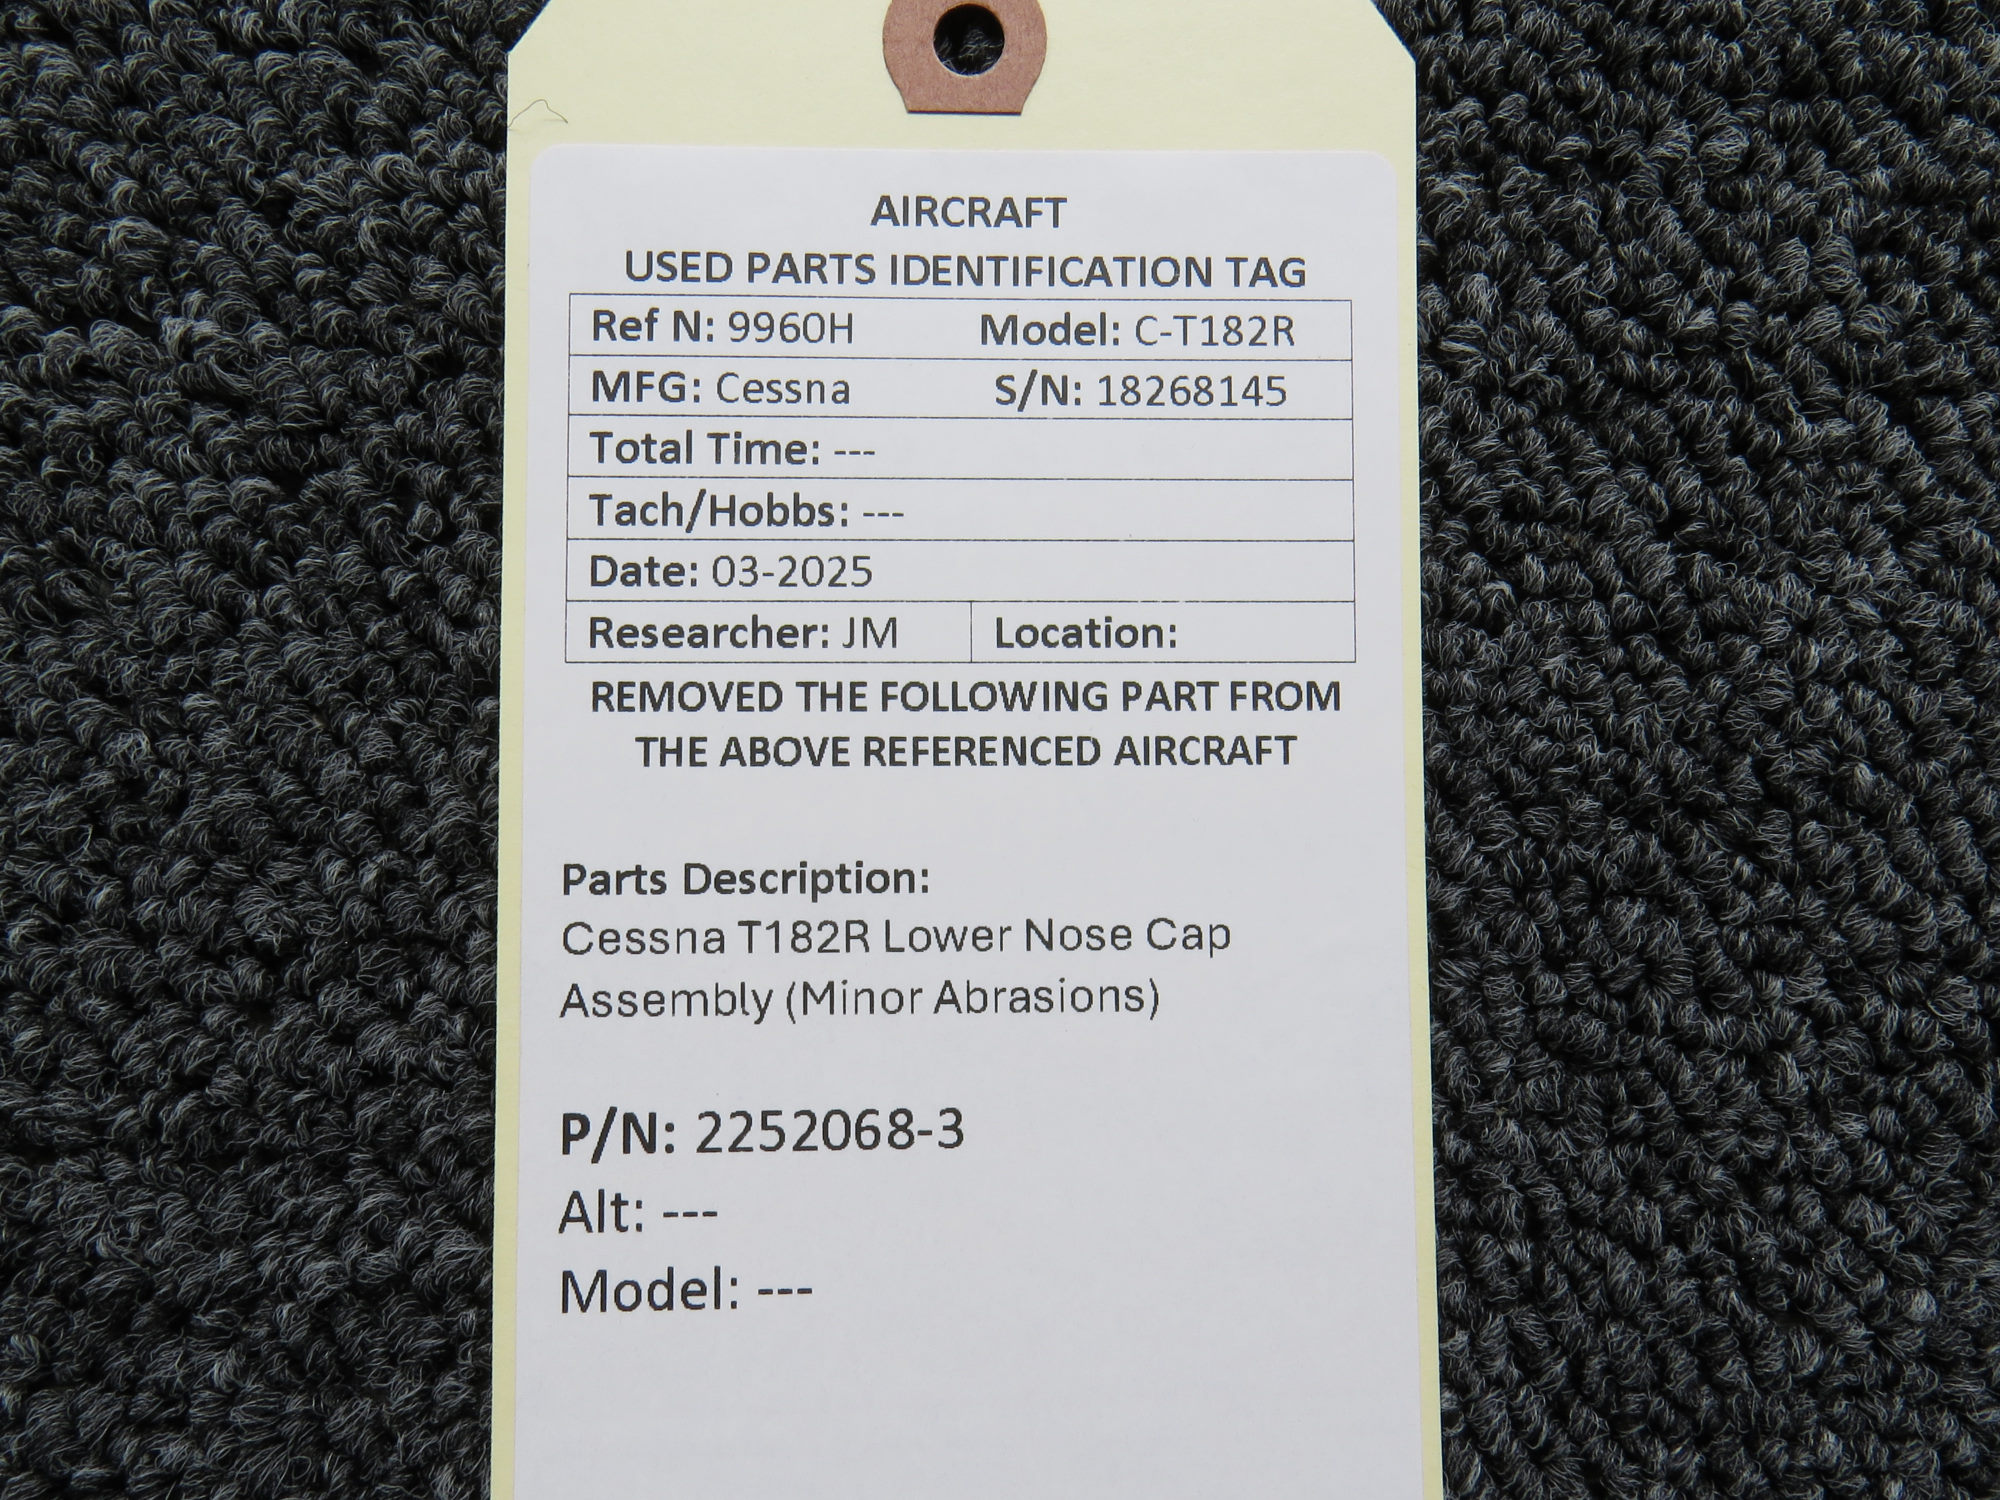 AIRCRAFT
USED PARTS IDENTIFICATION TAG
Ref N: 9960H Model: C-T182R
MFG: Cessna S/N: 18268145
Total Time: ---
Tach/Hobbs: ---
Date: 03-2025
Researcher: JM Location:
REMOVED THE FOLLOWING PART FROM
THE ABOVE REFERENCED AIRCRAFT
Parts Description:
Cessna T182R Lower Nose Cap
Assembly (Minor Abrasions)
P/N: 2252068-3
Alt: ---
Model: ---